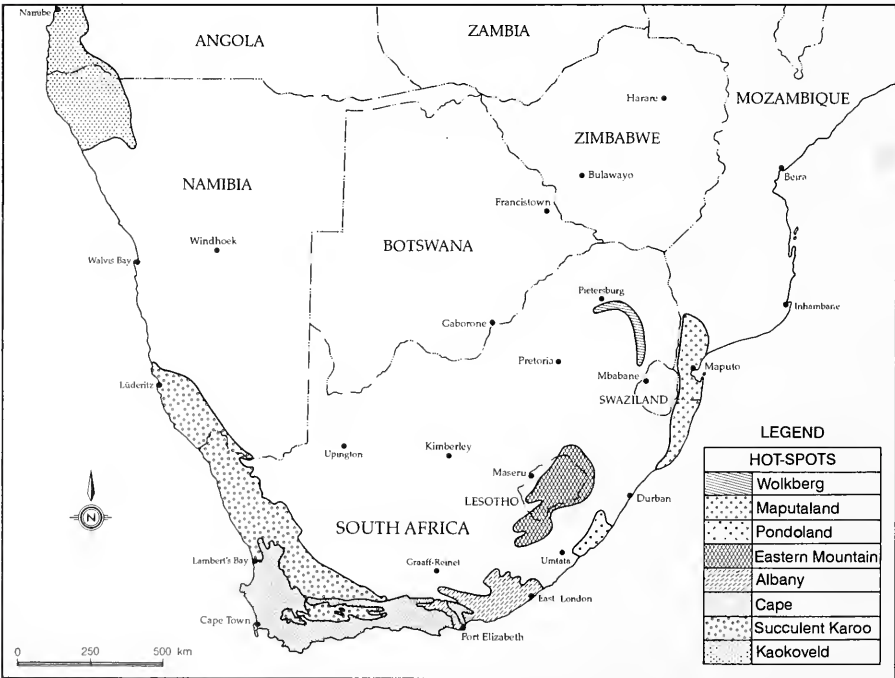 Namibe
ANGOLA
ZAMBIA
Harare
MOZAMBIQUE
ZIMBABWE
Bulawayo
Beira
NAMIBIA
Francistown
Windhoek
BOTSWANA
Walvis Bay
Pietersburg
Inhambane
Gaborone
Pretoria
Maputo
Mbabane
Lüderitz
SWAZILAND
Upington
Kimberley
Maseru
LESOTHO
Durban
N
SOUTH AFRICA
Lambert's Bay
Umtata
Graaff-Reinet
East London
Cape Town
Port Elizabeth
0 250 500 km
LEGEND
HOT-SPOTS
Wolkberg
Maputaland
Pondoland
Eastern Mountain
Albany
Cape
Succulent Karoo
Kaokoveld